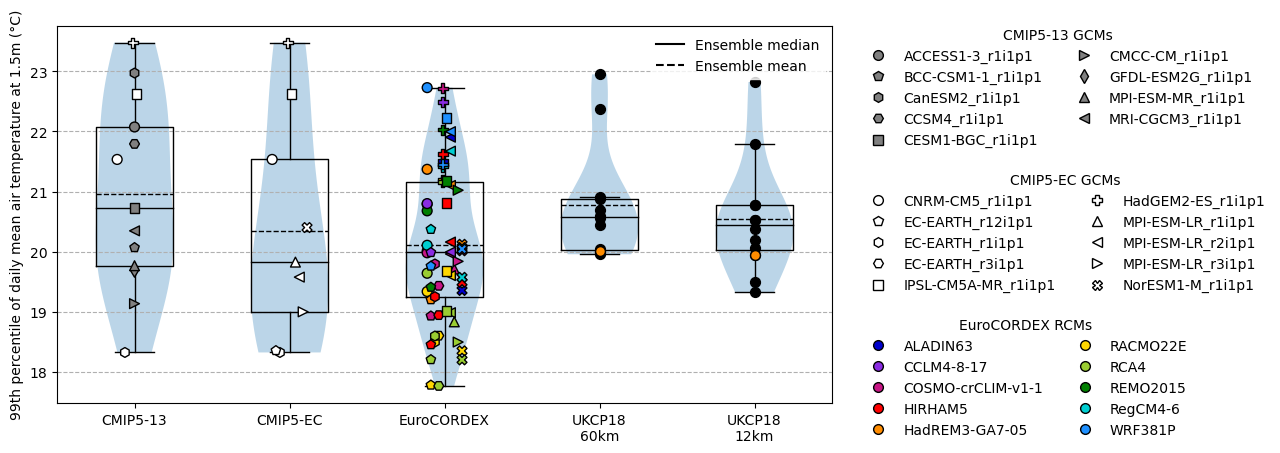 99th percentile of daily mean air temperature at 1.5m (°C)
23
22
21
20
19
18
Ensemble median
Ensemble mean
CMIP5-13
CMIP5-EC
EuroCORDEX
UKCP18
60km
UKCP18
12km
CMIP5-13 GCMs
ACCESS1-3_r1i1p1
BCC-CSM1-1_r1i1p1
CanESM2_r1i1p1
CCSM4_r1i1p1
CESM1-BGC_r1i1p1
CMCC-CM_r1i1p1
GFDL-ESM2G_r1i1p1
MPI-ESM-MR_r1i1p1
MRI-CGCM3_r1i1p1
CMIP5-EC GCMs
CNRM-CM5_r1i1p1
EC-EARTH_r12i1p1
EC-EARTH_r1i1p1
EC-EARTH_r3i1p1
IPSL-CM5A-MR_r1i1p1
HadGEM2-ES_r1i1p1
MPI-ESM-LR_r1i1p1
MPI-ESM-LR_r2i1p1
MPI-ESM-LR_r3i1p1
NorESM1-M_r1i1p1
EuroCORDEX RCMs
ALADIN63
CCLM4-8-17
COSMO-crCLIM-v1-1
HIRHAM5
HadREM3-GA7-05
RACMO22E
RCA4
REMO2015
RegCM4-6
WRF381P